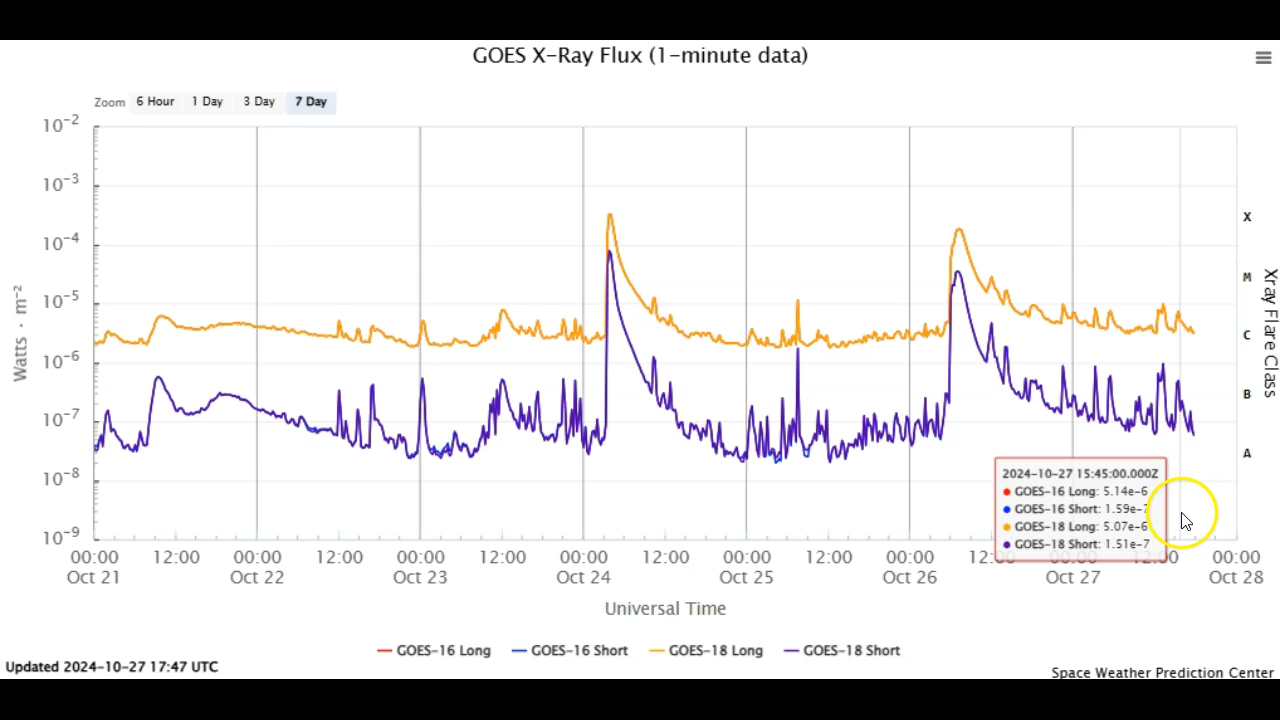 GOES X-Ray Flux (1-minute data)
Zoom 6 Hour 1 Day 3 Day 7 Day
10⁻²
10⁻³
10⁻⁴
10⁻⁵
10⁻⁶
10⁻⁷
10⁻⁸
10⁻⁹
Watts · m⁻²
X
M
C
B
A
Xray Flare Class
2024-10-27 15:45:00.000Z
GOES-16 Long: 5.14e-6
GOES-16 Short: 1.59e-7
GOES-18 Long: 5.07e-6
GOES-18 Short: 1.51e-7
00:00 12:00 00:00 12:00 00:00 12:00 00:00 12:00 00:00 12:00 00:00 12:00 00:00 12:00 00:00
Oct 21 Oct 22 Oct 23 Oct 24 Oct 25 Oct 26 Oct 27 Oct 28
Universal Time
GOES-16 Long GOES-16 Short GOES-18 Long GOES-18 Short
Updated 2024-10-27 17:47 UTC
Space Weather Prediction Center